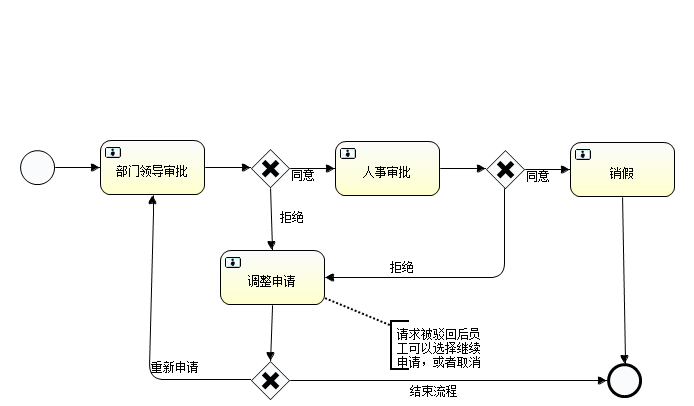 部门领导审批
同意
人事审批
同意
销假
拒绝
调整申请
拒绝
请求被驳回后员
工可以选择继续
申请，或者取消
重新申请
结束流程